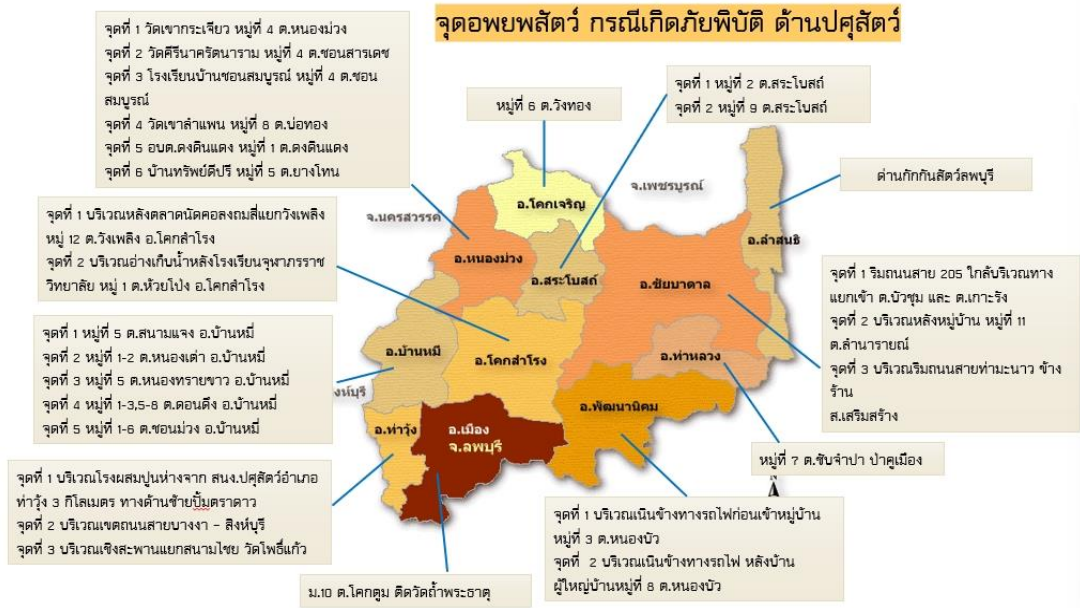 จุดอพยพสัตว์ กรณีเกิดภัยพิบัติ ด้านปศุสัตว์
จุดที่ 1 วัดเขากระเจียว หมู่ที่ 4 ต.หนองม่วง
จุดที่ 2 วัดคีรีนาครัตนาราม หมู่ที่ 4 ต.ชอนสารเดช
จุดที่ 3 โรงเรียนบ้านชอนสมบูรณ์ หมู่ที่ 4 ต.ชอน
สมบูรณ์
จุดที่ 4 วัดเขาลำแพน หมู่ที่ 8 ต.บ่อทอง
จุดที่ 5 อบต.ดงดินแดง หมู่ที่ 1 ต.ดงดินแดง
จุดที่ 6 บ้านทรัพย์ดีปรี หมู่ที่ 5 ต.ยางโทน
หมู่ที่ 6 ต.วังทอง
จุดที่ 1 หมู่ที่ 2 ต.สระโบสถ์
จุดที่ 2 หมู่ที่ 9 ต.สระโบสถ์
ด่านกักกันสัตว์ลพบุรี
จุดที่ 1 บริเวณหลังตลาดนัดคอลงถมสี่แยกวังเพลิง
หมู่ 12 ต.วังเพลิง อ.โคกสำโรง
จุดที่ 2 บริเวณอ่างเก็บน้ำหลังโรงเรียนจุฬาภรราช
วิทยาลัย หมู่ 1 ต.ห้วยโป่ง อ.โคกสำโรง
จ.นครสวรรค์
จ.เพชรบูรณ์
อ.โคกเจริญ
อ.ลำสนธิ
อ.หนองม่วง
อ.สระโบสถ์
อ.ชัยบาดาล
จุดที่ 1 ริมถนนสาย 205 ใกล้บริเวณทาง
แยกเข้า ต.บัวชุม และ ต.เกาะรัง
จุดที่ 2 บริเวณหลังหมู่บ้าน หมู่ที่ 11
ต.ลำนารายณ์
จุดที่ 3 บริเวณริมถนนสายท่ามะนาว ข้าง
ร้าน
ส.เสริมสร้าง
จุดที่ 1 หมู่ที่ 5 ต.สนามแจง อ.บ้านหมี่
จุดที่ 2 หมู่ที่ 1-2 ต.หนองเต่า อ.บ้านหมี่
จุดที่ 3 หมู่ที่ 5 ต.หนองทรายขาว อ.บ้านหมี่
จุดที่ 4 หมู่ที่ 1-3,5-8 ต.ดอนดึง อ.บ้านหมี่
จุดที่ 5 หมู่ที่ 1-6 ต.ชอนม่วง อ.บ้านหมี่
อ.บ้านหมี่
อ.โคกสำโรง
อ.ท่าหลวง
งห์บุรี
อ.พัฒนานิคม
อ.ท่าวุ้ง
อ.เมือง
จ.ลพบุรี
หมู่ที่ 7 ต.ซับจำปา ป่าคูเมือง
จุดที่ 1 บริเวณโรงผสมปูนห่างจาก สนง.ปศุสัตว์อำเภอ
ท่าวุ้ง 3 กิโลเมตร ทางด้านซ้ายปั้มตราดาว
จุดที่ 2 บริเวณเขตถนนสายบางงา - สิงห์บุรี
จุดที่ 3 บริเวณเชิงสะพานแยกสนามไชย วัดโพธิ์แก้ว
จุดที่ 1 บริเวณเนินข้างทางรถไฟก่อนเข้าหมู่บ้าน
หมู่ที่ 3 ต.หนองบัว
จุดที่ 2 บริเวณเนินข้างทางรถไฟ หลังบ้าน
ผู้ใหญ่บ้านหมู่ที่ 8 ต.หนองบัว
ม.10 ต.โคกตูม ติดวัดถ้ำพระธาตุ